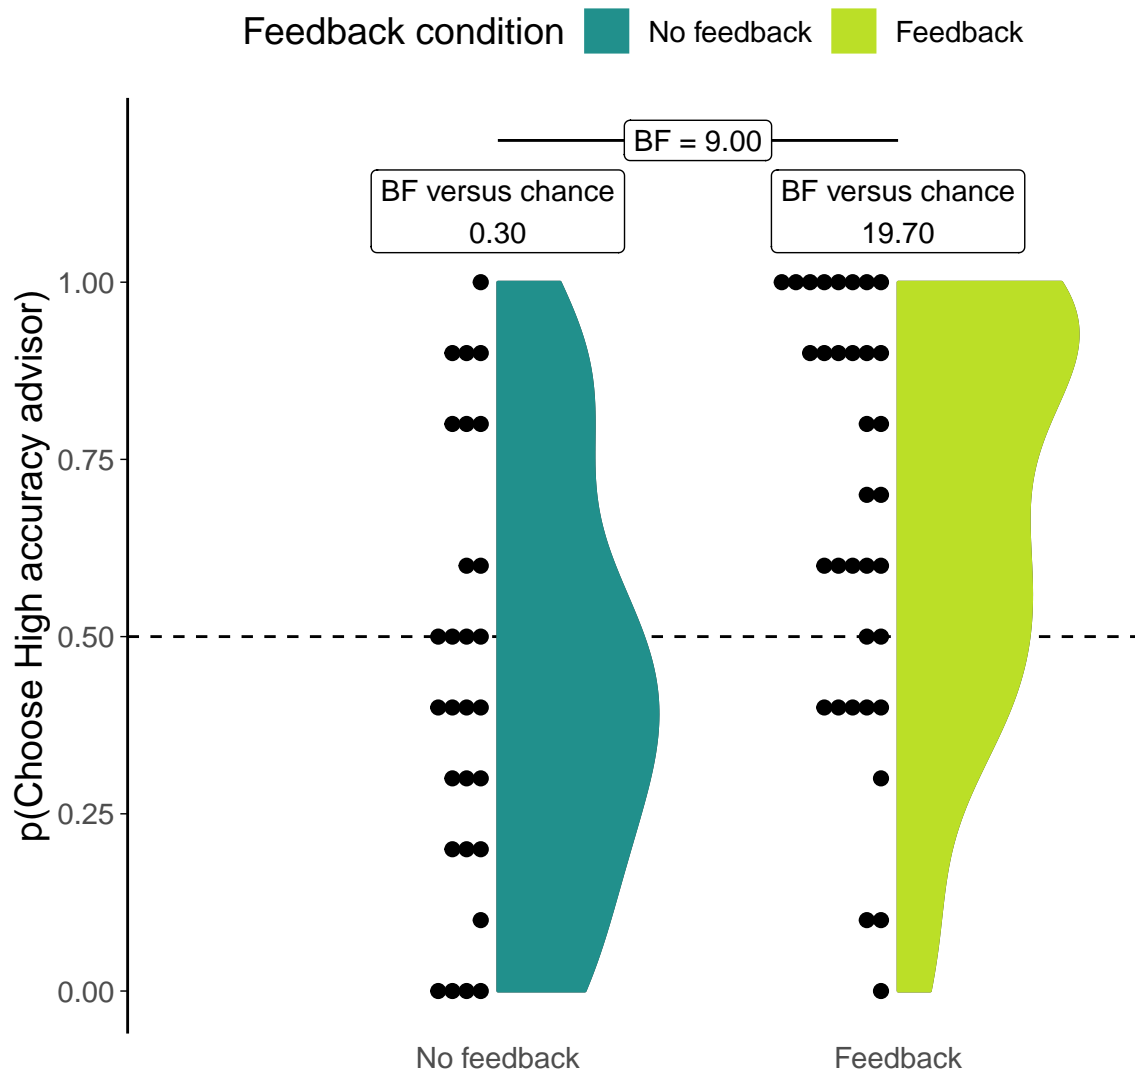 Feedback condition No feedback Feedback
BF = 9.00
BF versus chance
0.30
BF versus chance
19.70
p(Choose High accuracy advisor)
1.00
0.75
0.50
0.25
0.00
No feedback Feedback